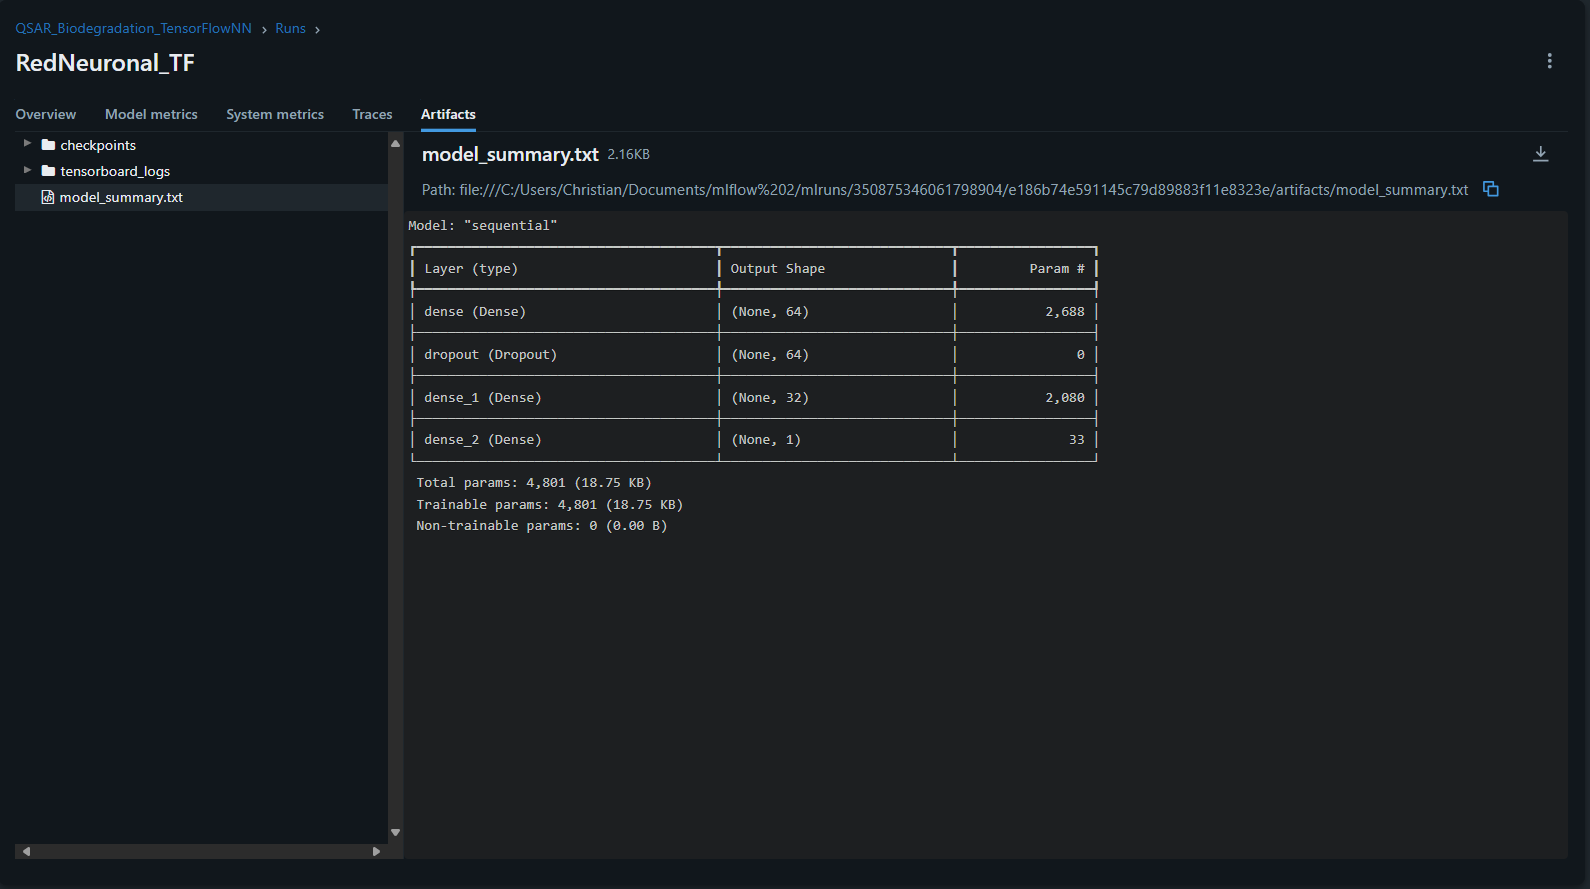 QSAR_Biodegradation_TensorFlowNN > Runs >
RedNeuronal_TF
Overview Model metrics System metrics Traces Artifacts
checkpoints
tensorboard_logs
model_summary.txt
model_summary.txt 2.16KB
Path: file:///C:/Users/Christian/Documents/mlflow%202/mlruns/350875346061798904/e186b74e591145c79d89883f11e8323e/artifacts/model_summary.txt
Model: "sequential"
Layer (type) Output Shape Param #
dense (Dense) (None, 64) 2,688
dropout (Dropout) (None, 64) 0
dense_1 (Dense) (None, 32) 2,080
dense_2 (Dense) (None, 1) 33
Total params: 4,801 (18.75 KB)
Trainable params: 4,801 (18.75 KB)
Non-trainable params: 0 (0.00 B)